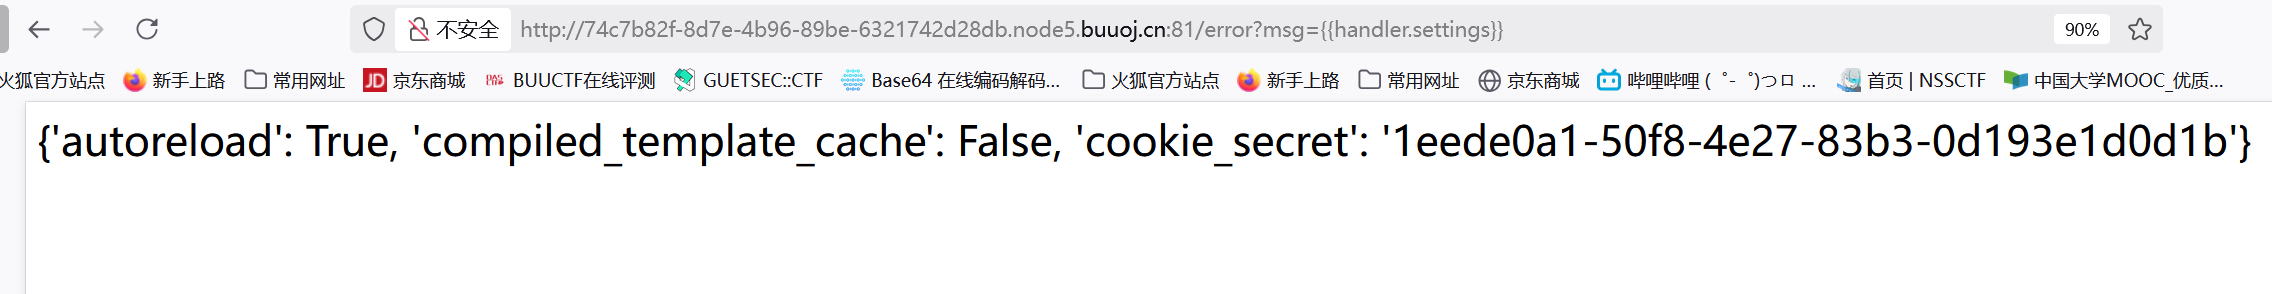 不安全 http://74c7b82f-8d7e-4b96-89be-6321742d28db.node5.buuoj.cn:81/error?msg={{handler.settings}} 90%
火狐官方站点 新手上路 常用网址 JD 京东商城 BUUCTF在线评测 GUETSEC::CTF Base64 在线编码解码... 火狐官方站点 新手上路 常用网址 京东商城 哔哩哔哩 ( ゜- ゜)つロ ... 首页 | NSSCTF 中国大学MOOC_优质...
{'autoreload': True, 'compiled_template_cache': False, 'cookie_secret': '1eede0a1-50f8-4e27-83b3-0d193e1d0d1b'}